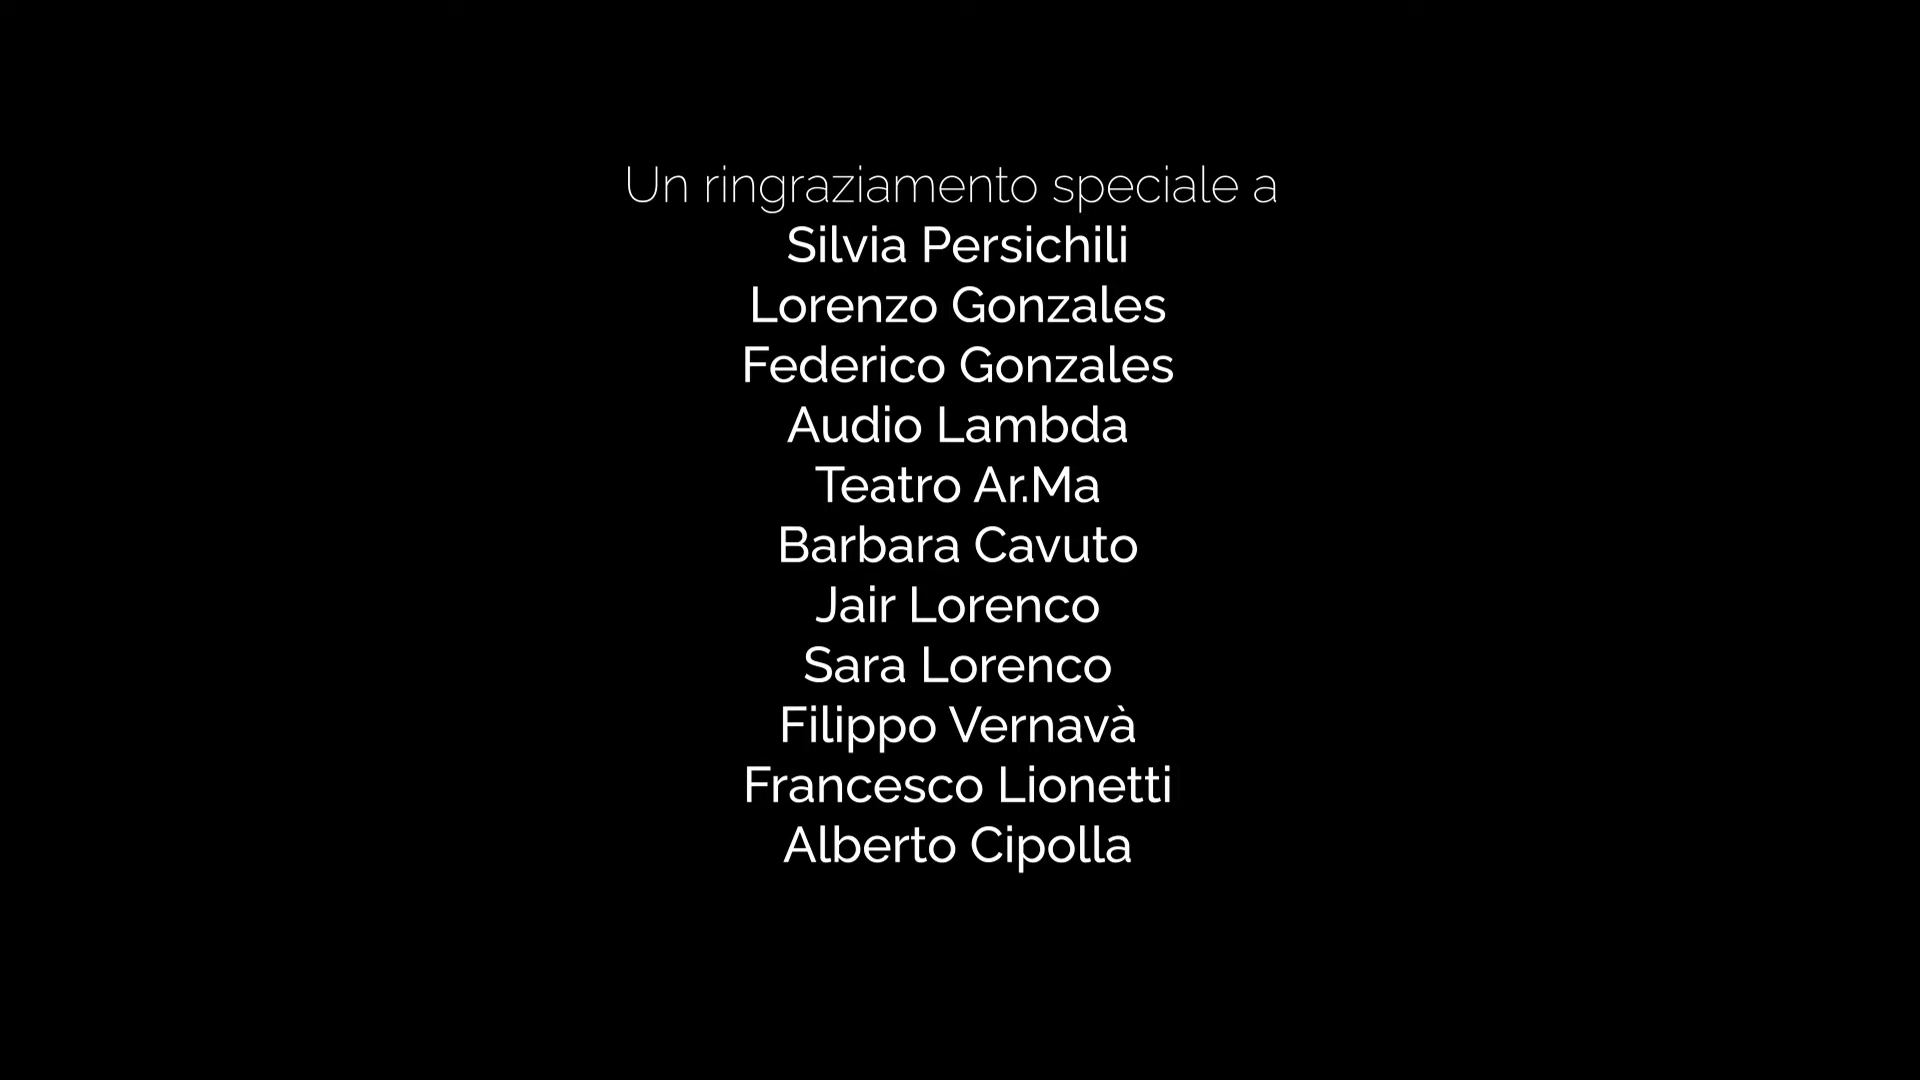 Un ringraziamento speciale a
Silvia Persichili
Lorenzo Gonzales
Federico Gonzales
Audio Lambda
Teatro Ar.Ma
Barbara Cavuto
Jair Lorenco
Sara Lorenco
Filippo Vernavà
Francesco Lionetti
Alberto Cipolla